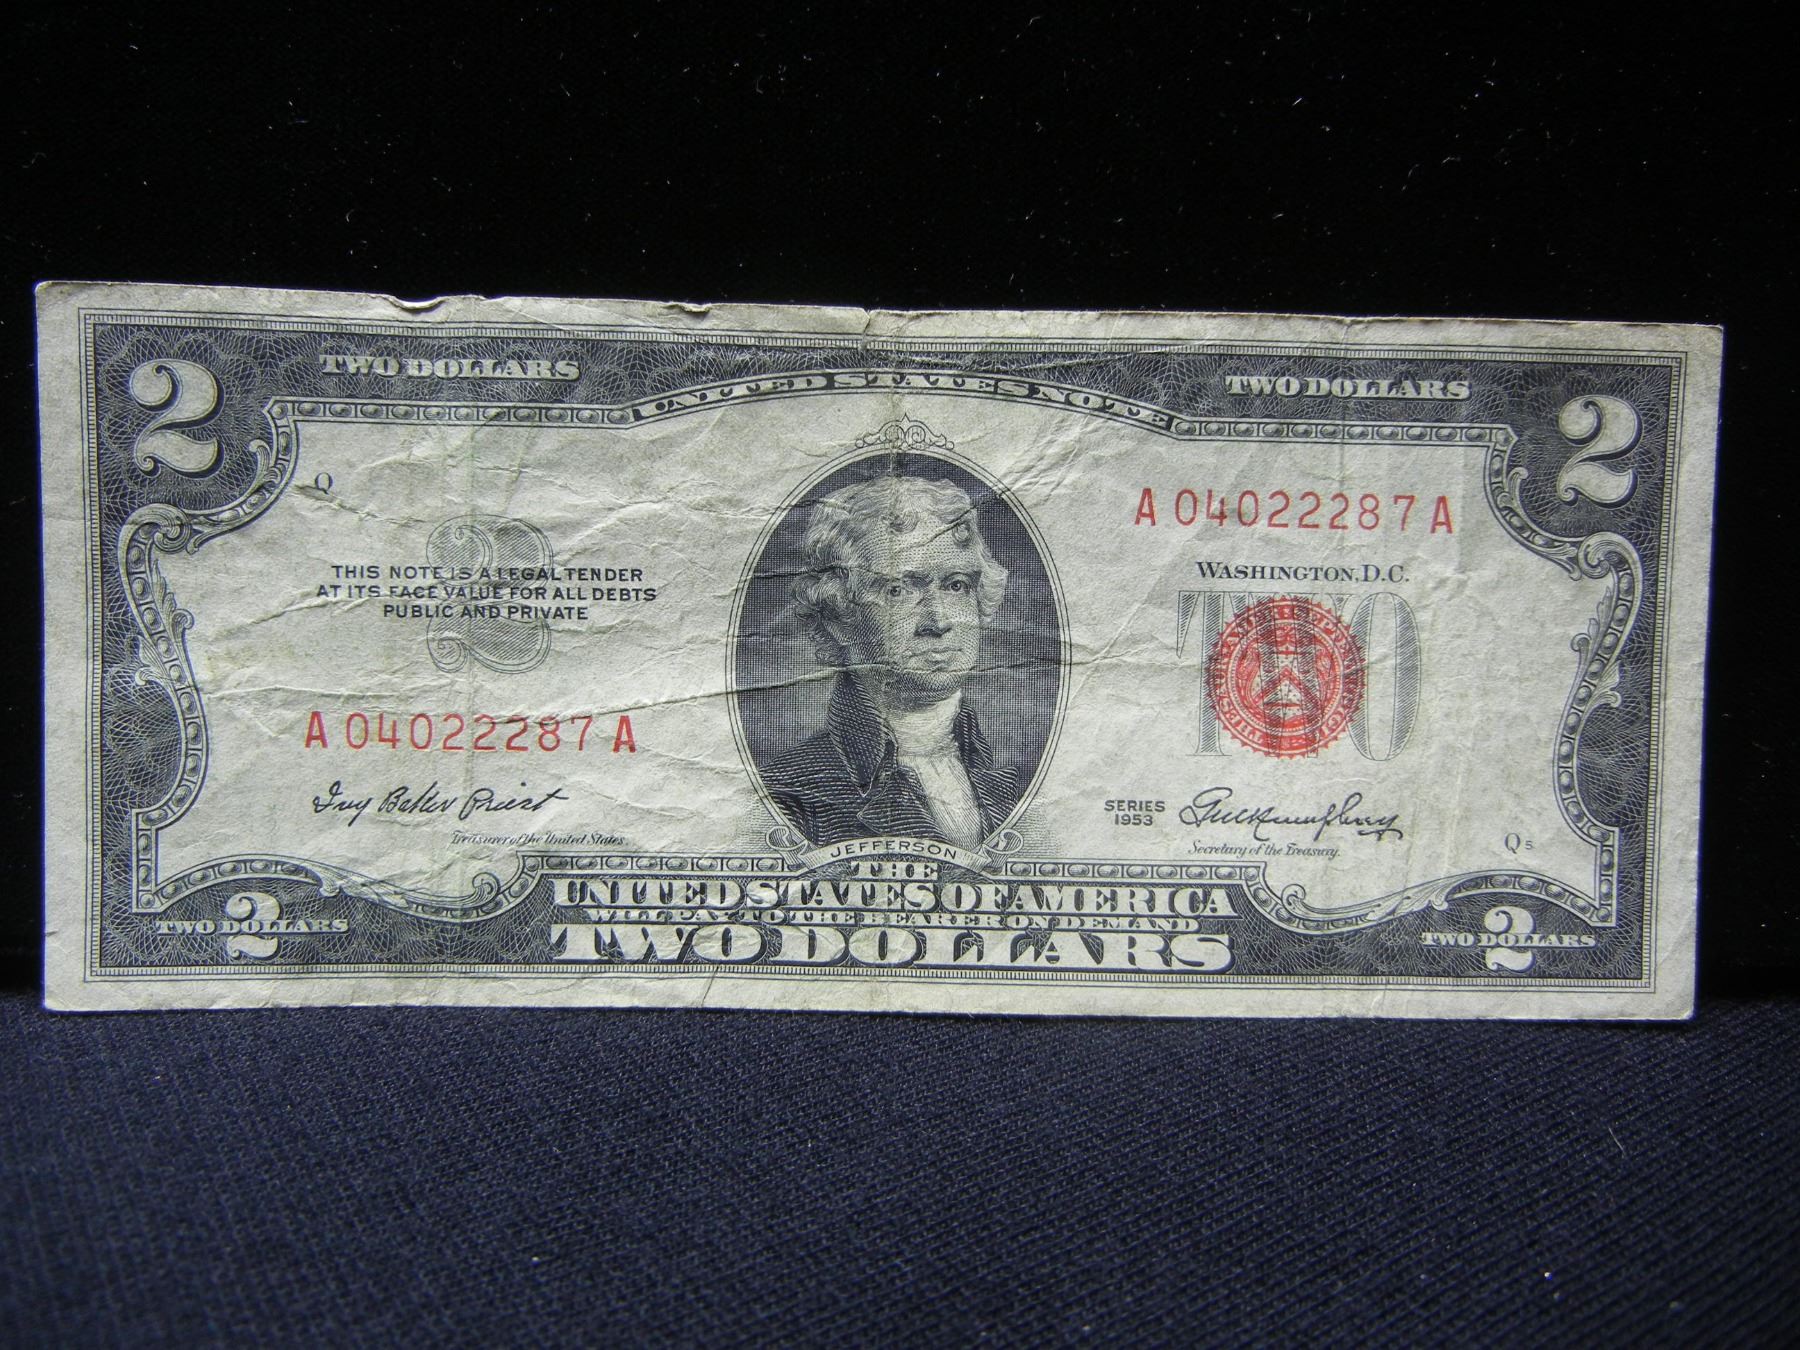 2 TWO DOLLARS TWO DOLLARS 2
UNITED STATES NOTE
Q
A 04022287 A
THIS NOTE IS A LEGAL TENDER
AT ITS FACE VALUE FOR ALL DEBTS
PUBLIC AND PRIVATE
2
WASHINGTON, D.C.
TWO
A 04022287 A
Ivy Baker Priest
Treasurer of the United States.
SERIES
1953
G. M. Humphrey
Secretary of the Treasury.
Q 5
JEFFERSON
THE
UNITED STATES OF AMERICA
WILL PAY TO THE BEARER ON DEMAND
TWO DOLLARS
TWO 2 DOLLARS
TWO 2 DOLLARS